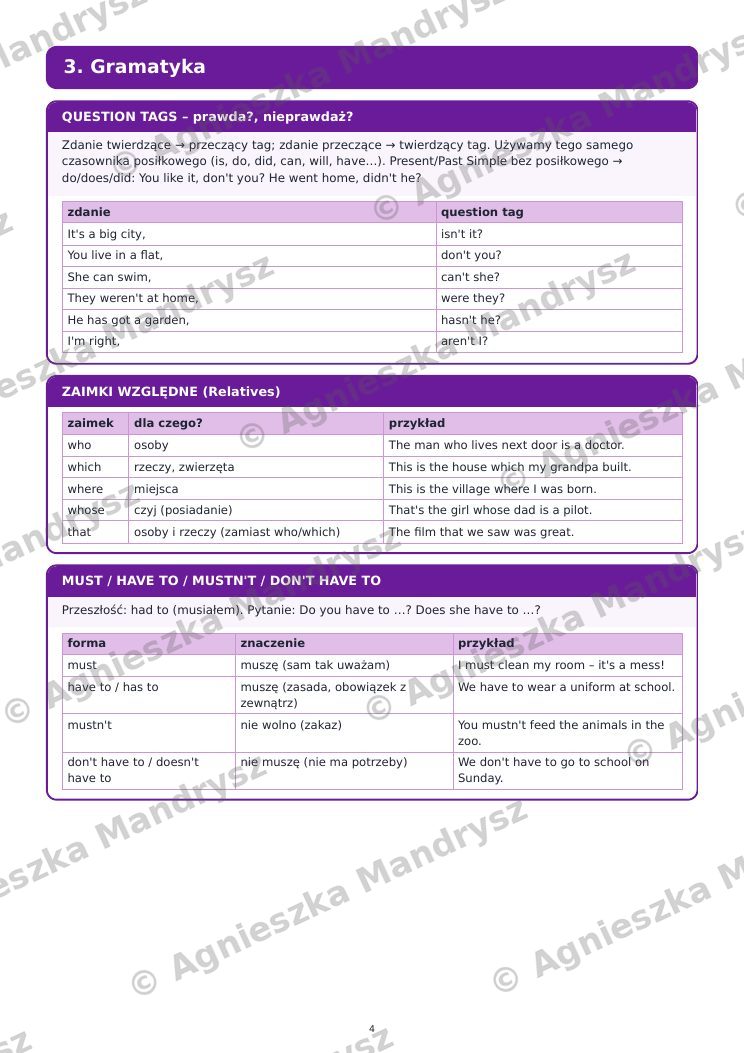 3. Gramatyka
QUESTION TAGS – prawda?, nieprawdaż?
Zdanie twierdzące → przeczący tag; zdanie przeczące → twierdzący tag. Używamy tego samego
czasownika posiłkowego (is, do, did, can, will, have…). Present/Past Simple bez posiłkowego →
do/does/did: You like it, don't you? He went home, didn't he?
zdanie question tag
It's a big city, isn't it?
You live in a flat, don't you?
She can swim, can't she?
They weren't at home, were they?
He has got a garden, hasn't he?
I'm right, aren't I?
ZAIMKI WZGLĘDNE (Relatives)
zaimek dla czego? przykład
who osoby The man who lives next door is a doctor.
which rzeczy, zwierzęta This is the house which my grandpa built.
where miejsca This is the village where I was born.
whose czyj (posiadanie) That's the girl whose dad is a pilot.
that osoby i rzeczy (zamiast who/which) The film that we saw was great.
MUST / HAVE TO / MUSTN'T / DON'T HAVE TO
Przeszłość: had to (musiałem). Pytanie: Do you have to …? Does she have to …?
forma znaczenie przykład
must muszę (sam tak uważam) I must clean my room – it's a mess!
have to / has to muszę (zasada, obowiązek z We have to wear a uniform at school.
zewnątrz)
mustn't nie wolno (zakaz) You mustn't feed the animals in the
zoo.
don't have to / doesn't nie muszę (nie ma potrzeby) We don't have to go to school on
have to Sunday.
© Agnieszka Mandrysz
4